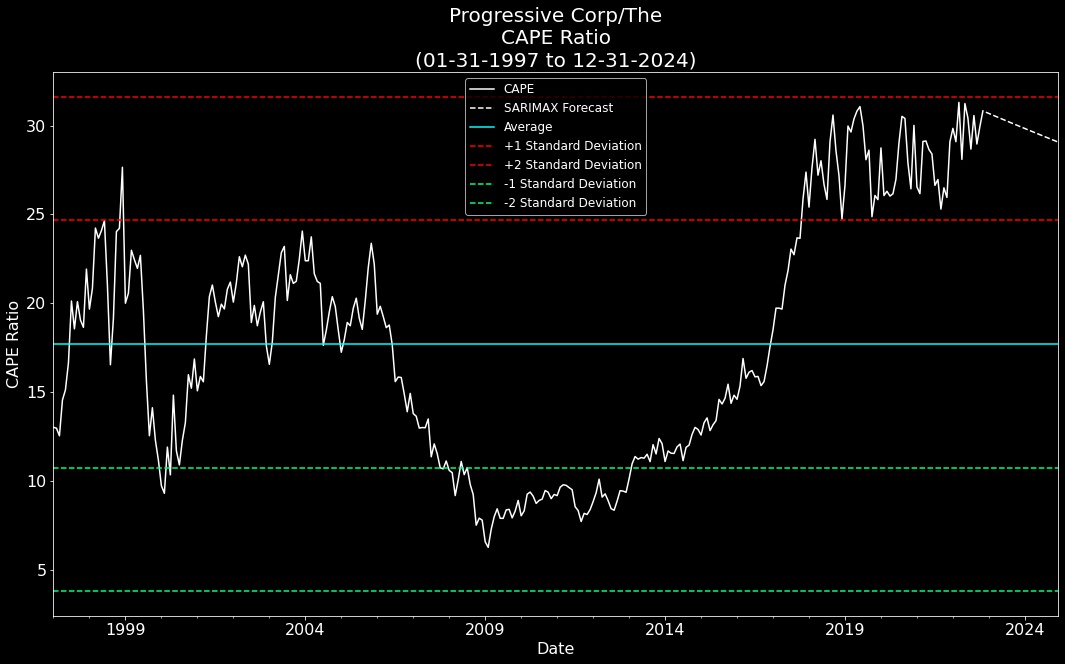 Progressive Corp/The
CAPE Ratio
(01-31-1997 to 12-31-2024)
CAPE
SARIMAX Forecast
Average
+1 Standard Deviation
+2 Standard Deviation
-1 Standard Deviation
-2 Standard Deviation
CAPE Ratio
30
25
20
15
10
5
1999
2004
2009
2014
2019
2024
Date